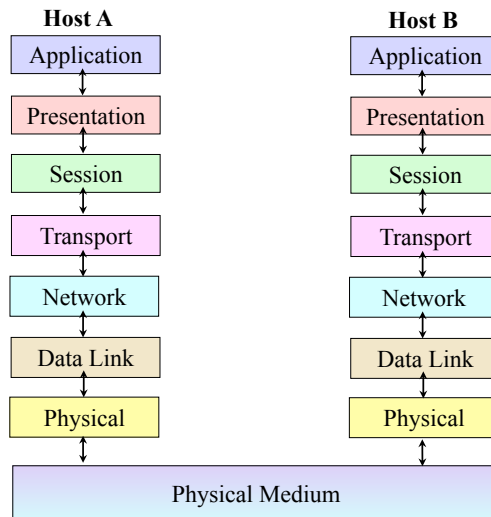 Host A
Host B
Application
Application
Presentation
Presentation
Session
Session
Transport
Transport
Network
Network
Data Link
Data Link
Physical
Physical
Physical Medium